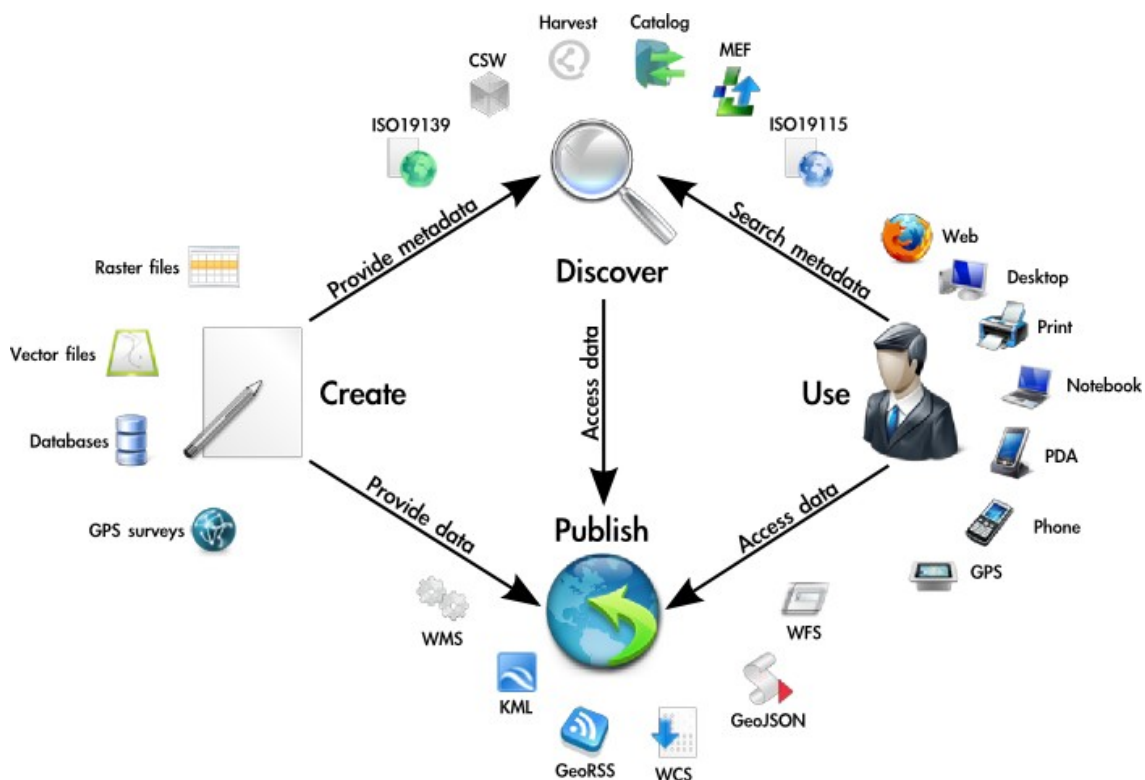 Harvest
Catalog
CSW
MEF
ISO19139
ISO19115
Provide metadata
Search metadata
Web
Raster files
Discover
Desktop
Print
Vector files
Create
Access data
Use
Notebook
Databases
PDA
Provide data
Publish
Access data
GPS surveys
Phone
GPS
WMS
WFS
KML
GeoJSON
GeoRSS
WCS